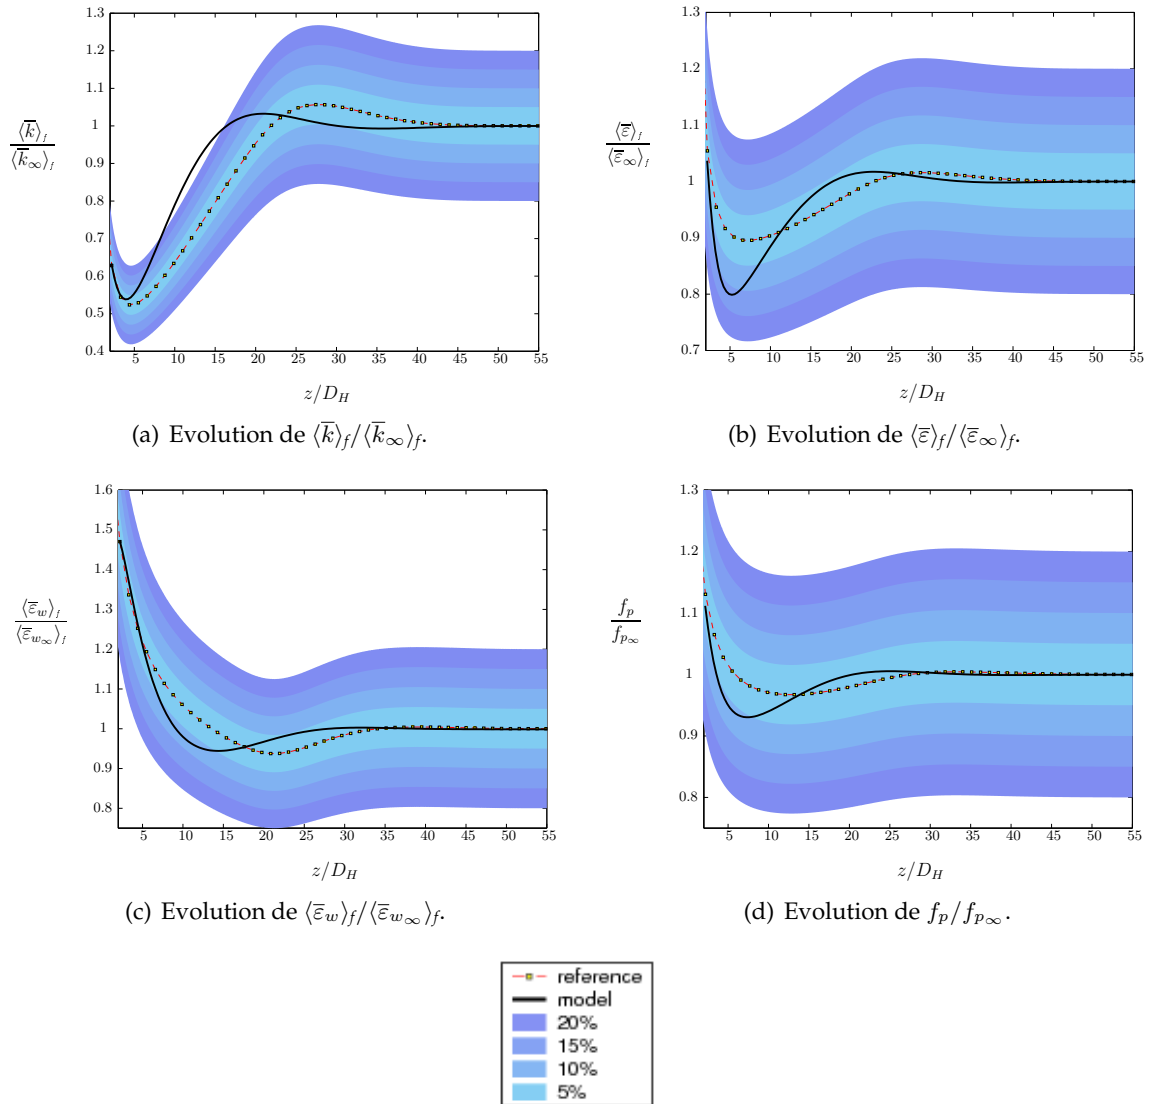 1.3
1.2
1.1
1
0.9
0.8
0.7
0.6
0.5
0.4
⟨k̅⟩_f
⟨k̅_∞⟩_f
5 10 15 20 25 30 35 40 45 50 55
z/D_H
(a) Evolution de ⟨k̅⟩_f/⟨k̅_∞⟩_f.
1.3
1.2
1.1
1
0.9
0.8
0.7
⟨ε̅⟩_f
⟨ε̅_∞⟩_f
5 10 15 20 25 30 35 40 45 50 55
z/D_H
(b) Evolution de ⟨ε̅⟩_f/⟨ε̅_∞⟩_f.
1.6
1.5
1.4
1.3
1.2
1.1
1
0.9
0.8
⟨ε̅_w⟩_f
⟨ε̅_{w_∞}⟩_f
5 10 15 20 25 30 35 40 45 50 55
z/D_H
(c) Evolution de ⟨ε̅_w⟩_f/⟨ε̅_{w_∞}⟩_f.
1.3
1.2
1.1
1
0.9
0.8
f_p
f_{p_∞}
5 10 15 20 25 30 35 40 45 50 55
z/D_H
(d) Evolution de f_p/f_{p_∞}.
reference
model
20%
15%
10%
5%